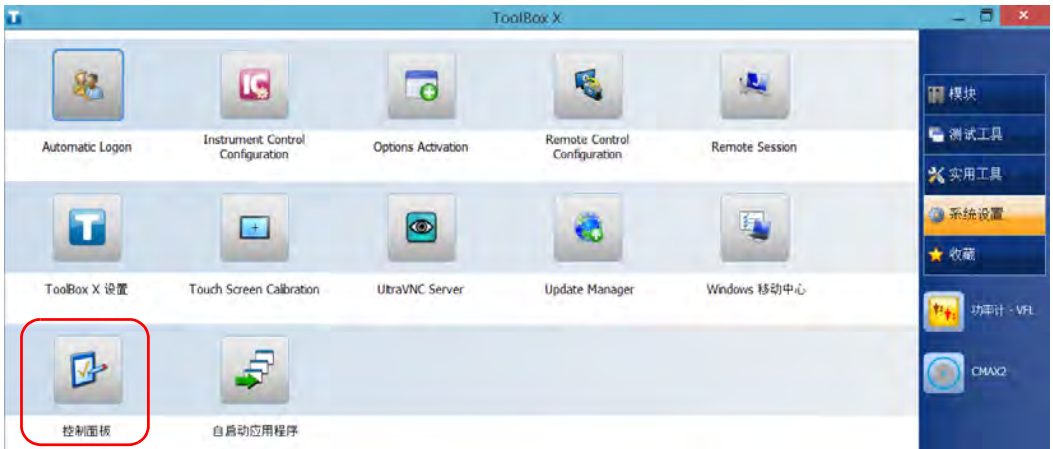 ToolBox X
Automatic Logon
Instrument Control
Configuration
Options Activation
Remote Control
Configuration
Remote Session
ToolBox X 设置
Touch Screen Calibration
UltraVNC Server
Update Manager
Windows 移动中心
控制面板
自启动应用程序
模块
测试工具
实用工具
系统设置
收藏
功率计 - VFL
CMAX2